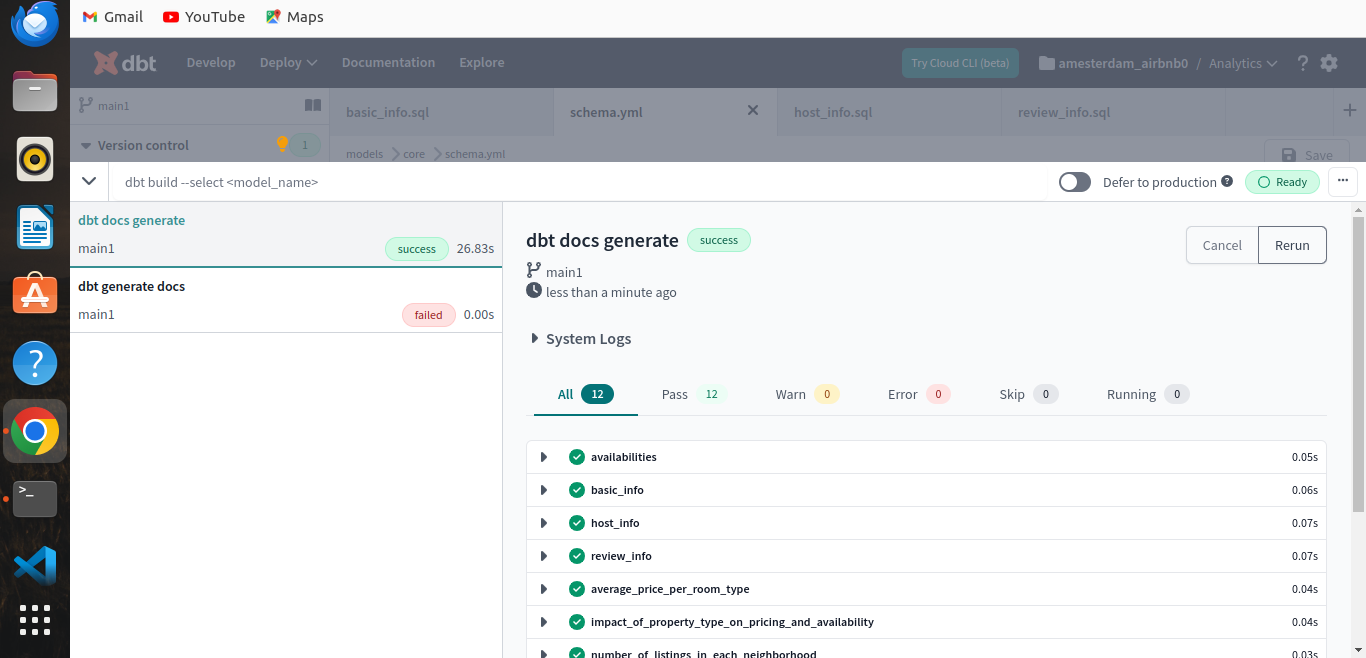 Gmail YouTube Maps
dbt Develop Deploy Documentation Explore Try Cloud CLI (beta) amesterdam_airbnb0 / Analytics ?
main1 basic_info.sql schema.yml host_info.sql review_info.sql +
Version control 1 models core schema.yml Save
dbt build --select <model_name> Defer to production ? Ready ...
dbt docs generate
main1 success 26.83s
dbt generate docs
main1 failed 0.00s
dbt docs generate success Cancel Rerun
main1
less than a minute ago
System Logs
All 12 Pass 12 Warn 0 Error 0 Skip 0 Running 0
availabilities 0.05s
basic_info 0.06s
host_info 0.07s
review_info 0.07s
average_price_per_room_type 0.04s
impact_of_property_type_on_pricing_and_availability 0.04s
number_of_listings_in_each_neighborhood 0.03s